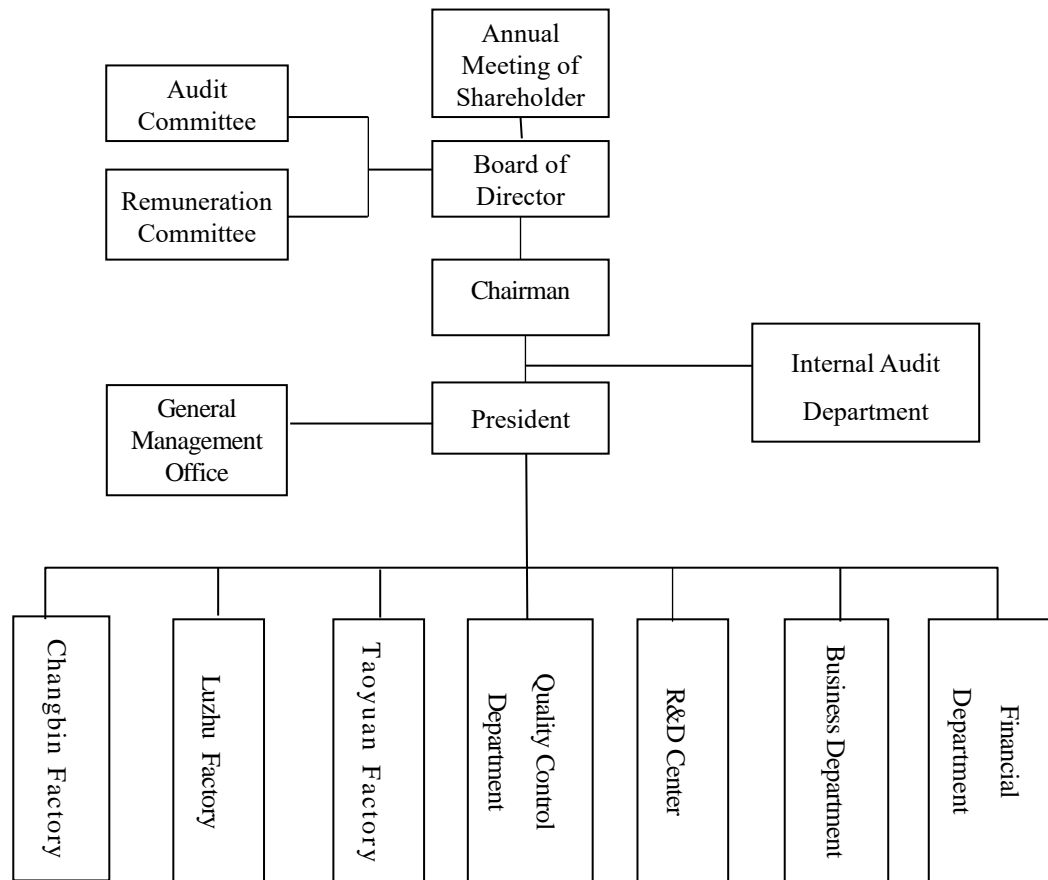 Annual
Meeting of
Shareholder
Audit
Committee
Board of
Director
Remuneration
Committee
Chairman
Internal Audit
Department
General
Management
Office
President
Changbin Factory
Luzhu Factory
Taoyuan Factory
Quality Control
Department
R&D Center
Business Department
Financial
Department